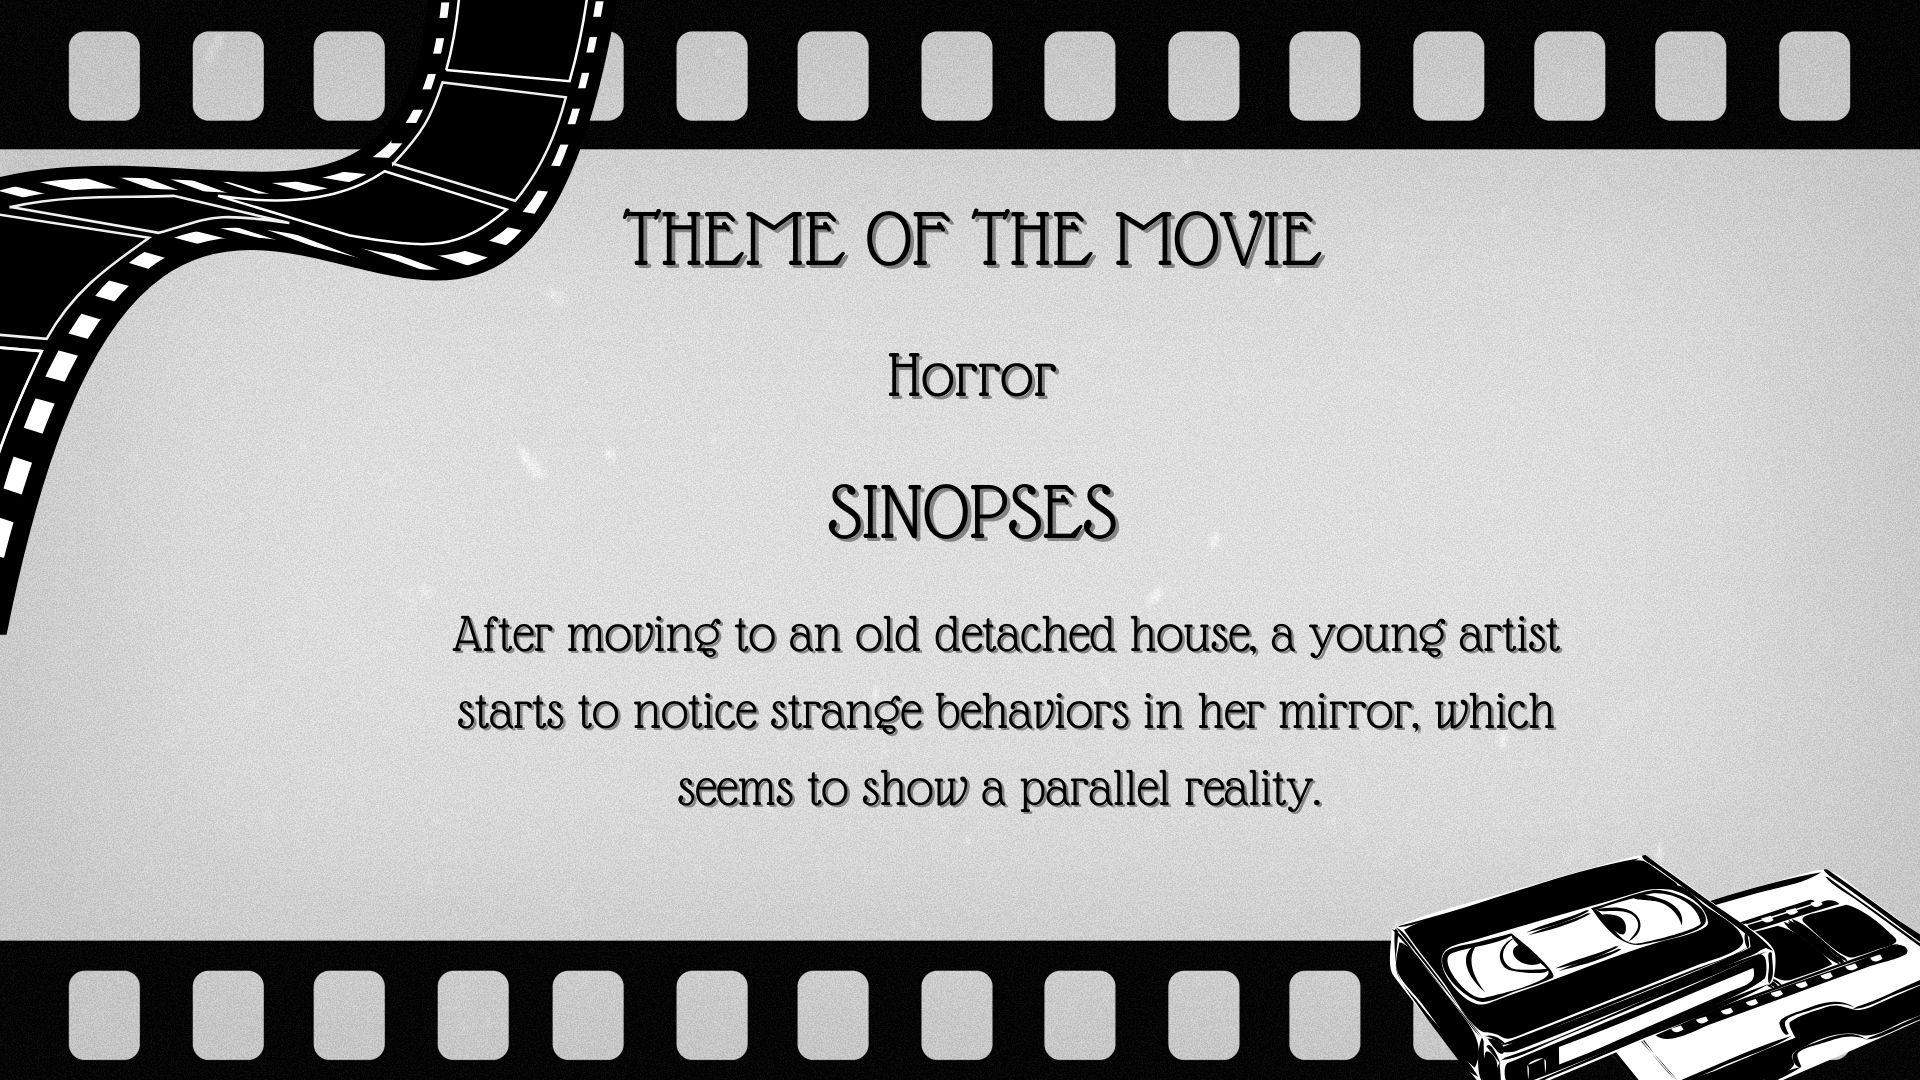 THEME OF THE MOVIE
Horror
SINOPSES
After moving to an old detached house, a young artist
starts to notice strange behaviors in her mirror, which
seems to show a parallel reality.